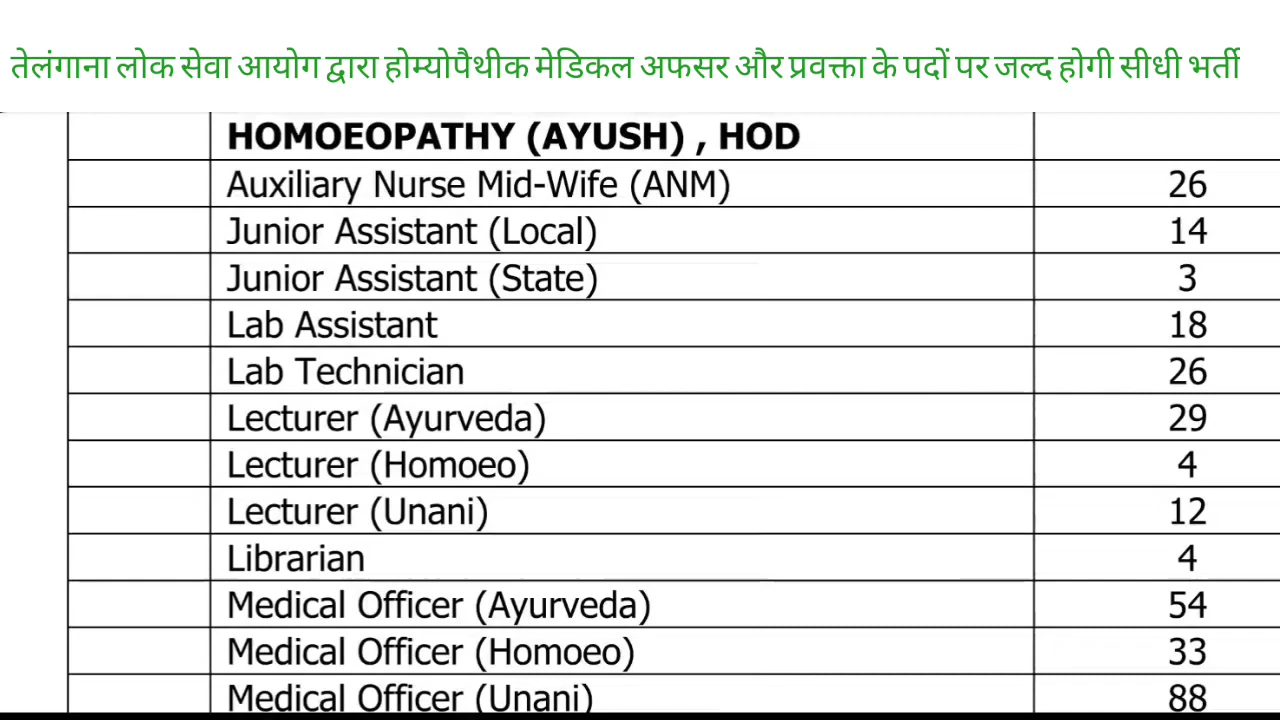 तेलंगाना लोक सेवा आयोग द्वारा होम्योपैथीक मेडिकल अफसर और प्रवक्ता के पदों पर जल्द होगी सीधी भर्ती
HOMOEOPATHY (AYUSH) , HOD
Auxiliary Nurse Mid-Wife (ANM) 26
Junior Assistant (Local) 14
Junior Assistant (State) 3
Lab Assistant 18
Lab Technician 26
Lecturer (Ayurveda) 29
Lecturer (Homoeo) 4
Lecturer (Unani) 12
Librarian 4
Medical Officer (Ayurveda) 54
Medical Officer (Homoeo) 33
Medical Officer (Unani) 88